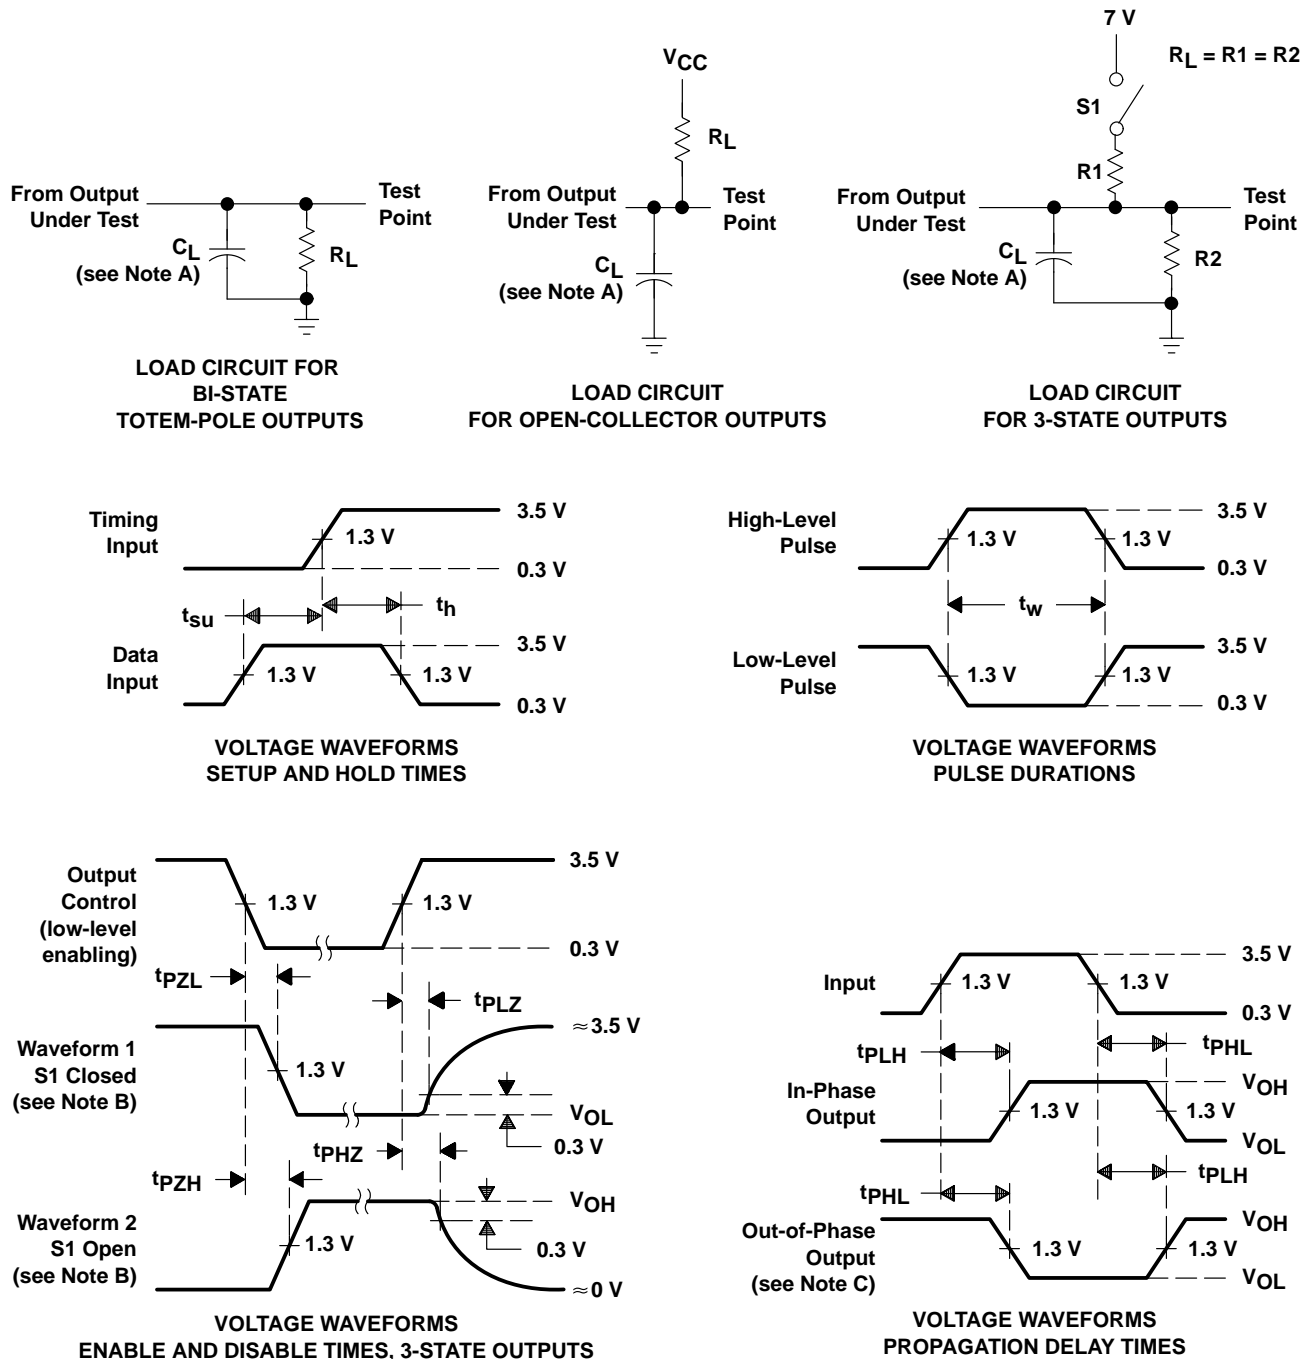 7 V
RL = R1 = R2
S1
R1
From Output
Under Test
Test
Point
CL
(see Note A)
R2
LOAD CIRCUIT
FOR 3-STATE OUTPUTS
VCC
RL
From Output
Under Test
Test
Point
CL
(see Note A)
LOAD CIRCUIT
FOR OPEN-COLLECTOR OUTPUTS
From Output
Under Test
Test
Point
CL
(see Note A)
RL
LOAD CIRCUIT FOR
BI-STATE
TOTEM-POLE OUTPUTS
Timing
Input
1.3 V
3.5 V
0.3 V
tsu
th
Data
Input
1.3 V
1.3 V
3.5 V
0.3 V
VOLTAGE WAVEFORMS
SETUP AND HOLD TIMES
High-Level
Pulse
1.3 V
1.3 V
3.5 V
0.3 V
tw
Low-Level
Pulse
1.3 V
1.3 V
3.5 V
0.3 V
VOLTAGE WAVEFORMS
PULSE DURATIONS
Output
Control
(low-level
enabling)
1.3 V
1.3 V
3.5 V
0.3 V
tPZL
tPLZ
Waveform 1
S1 Closed
(see Note B)
1.3 V
≈3.5 V
VOL
0.3 V
tPHZ
tPZH
Waveform 2
S1 Open
(see Note B)
1.3 V
VOH
0.3 V
≈0 V
VOLTAGE WAVEFORMS
ENABLE AND DISABLE TIMES, 3-STATE OUTPUTS
Input
1.3 V
1.3 V
3.5 V
0.3 V
tPLH
tPHL
In-Phase
Output
1.3 V
1.3 V
VOH
VOL
tPHL
tPLH
Out-of-Phase
Output
(see Note C)
1.3 V
1.3 V
VOH
VOL
VOLTAGE WAVEFORMS
PROPAGATION DELAY TIMES